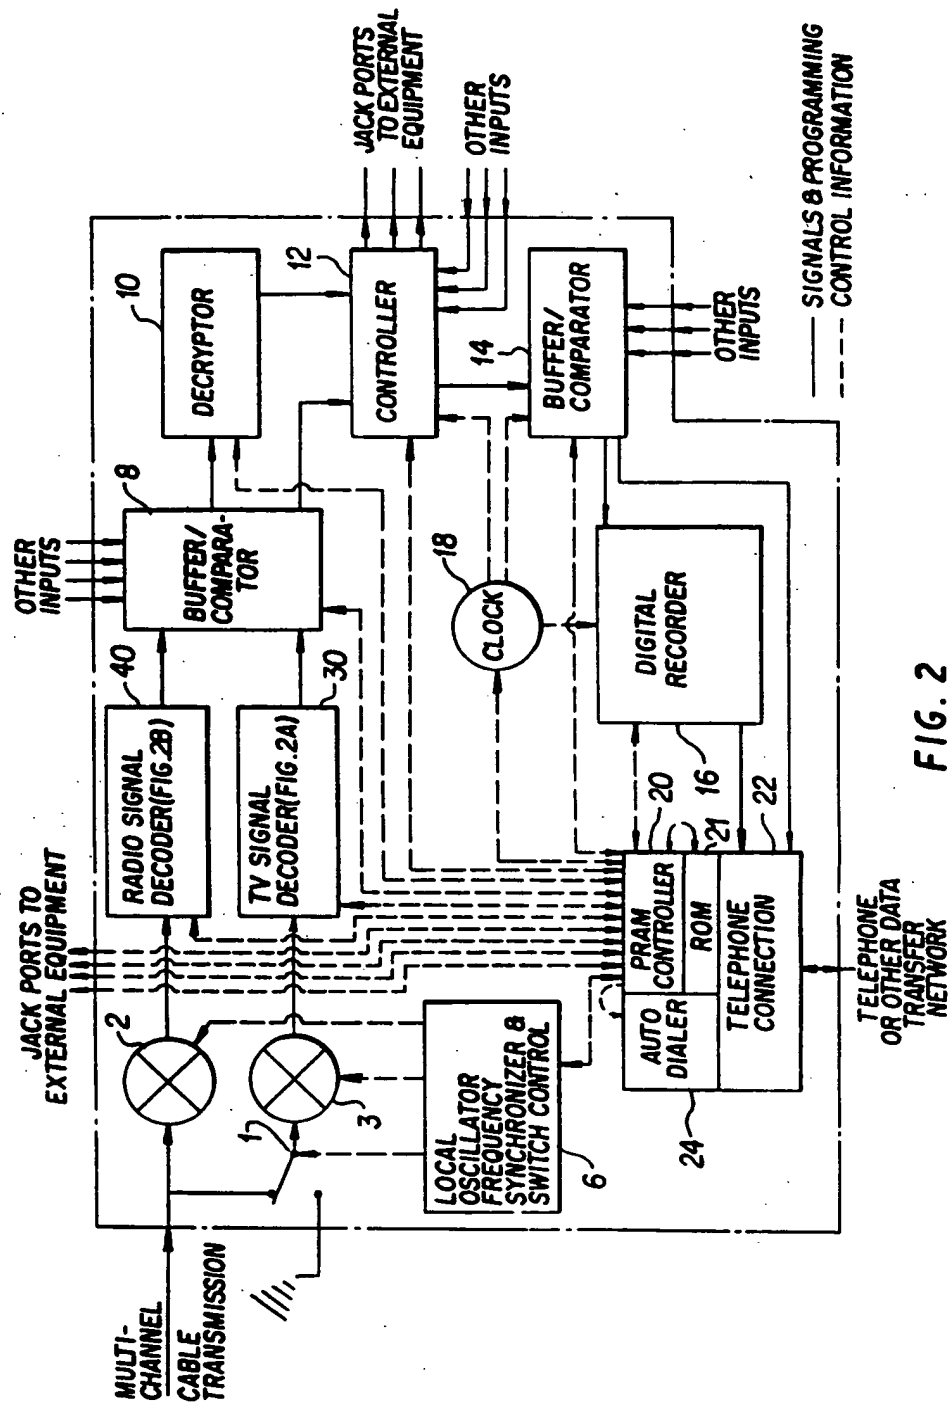 MULTI-
CHANNEL
CABLE
TRANSMISSION
JACK PORTS TO
EXTERNAL EQUIPMENT
2
1
3
LOCAL
OSCILLATOR
FREQUENCY
SYNCHRONIZER &
SWITCH CONTROL
6
RADIO SIGNAL
DECODER (FIG.2B)
40
TV SIGNAL
DECODER (FIG.2A)
30
OTHER
INPUTS
BUFFER/
COMPARA-
TOR
8
DECRYPTOR
10
CONTROLLER
12
JACK PORTS
TO EXTERNAL
EQUIPMENT
OTHER
INPUTS
BUFFER/
COMPARATOR
14
OTHER
INPUTS
CLOCK
18
DIGITAL
RECORDER
16
PRAM
CONTROLLER
20
ROM
21
AUTO
DIALER
24
TELEPHONE
CONNECTION
22
TELEPHONE
OR OTHER DATA
TRANSFER
NETWORK
SIGNALS & PROGRAMMING
CONTROL INFORMATION
FIG. 2